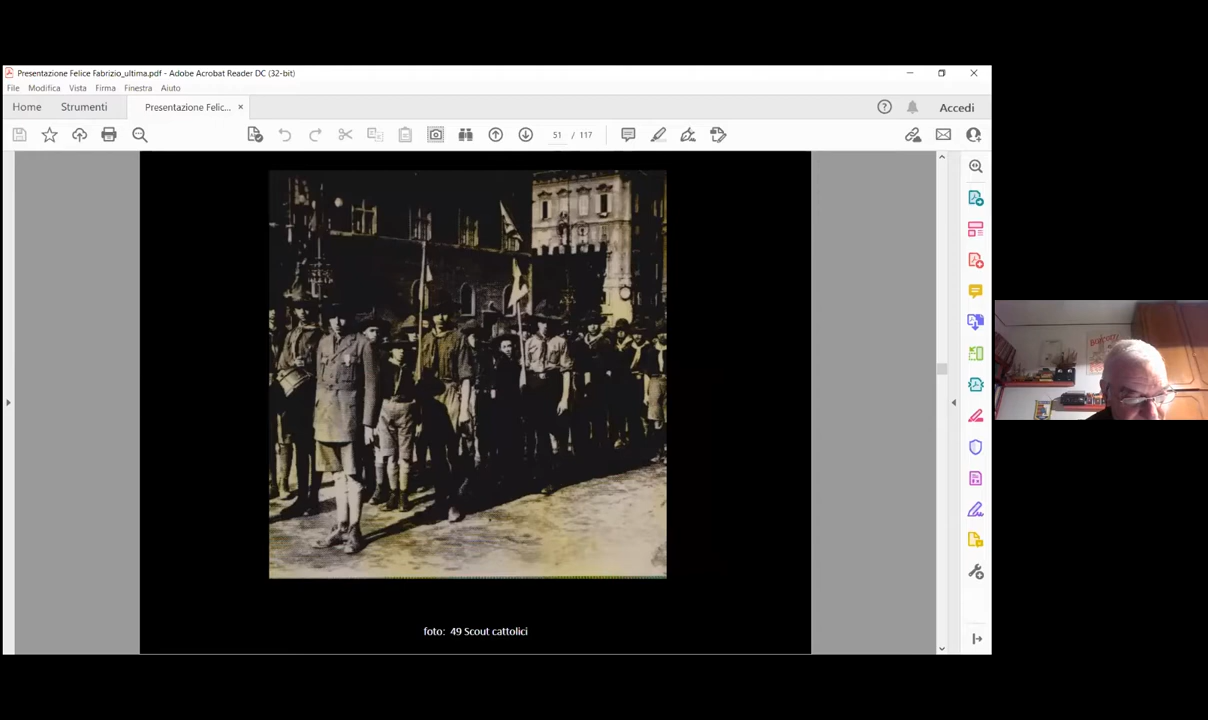 Presentazione Felice Fabrizio_ultima.pdf - Adobe Acrobat Reader DC (32-bit)
File Modifica Vista Firma Finestra Aiuto
Home Strumenti Presentazione Felic... × Accedi
51 / 117
foto: 49 Scout cattolici